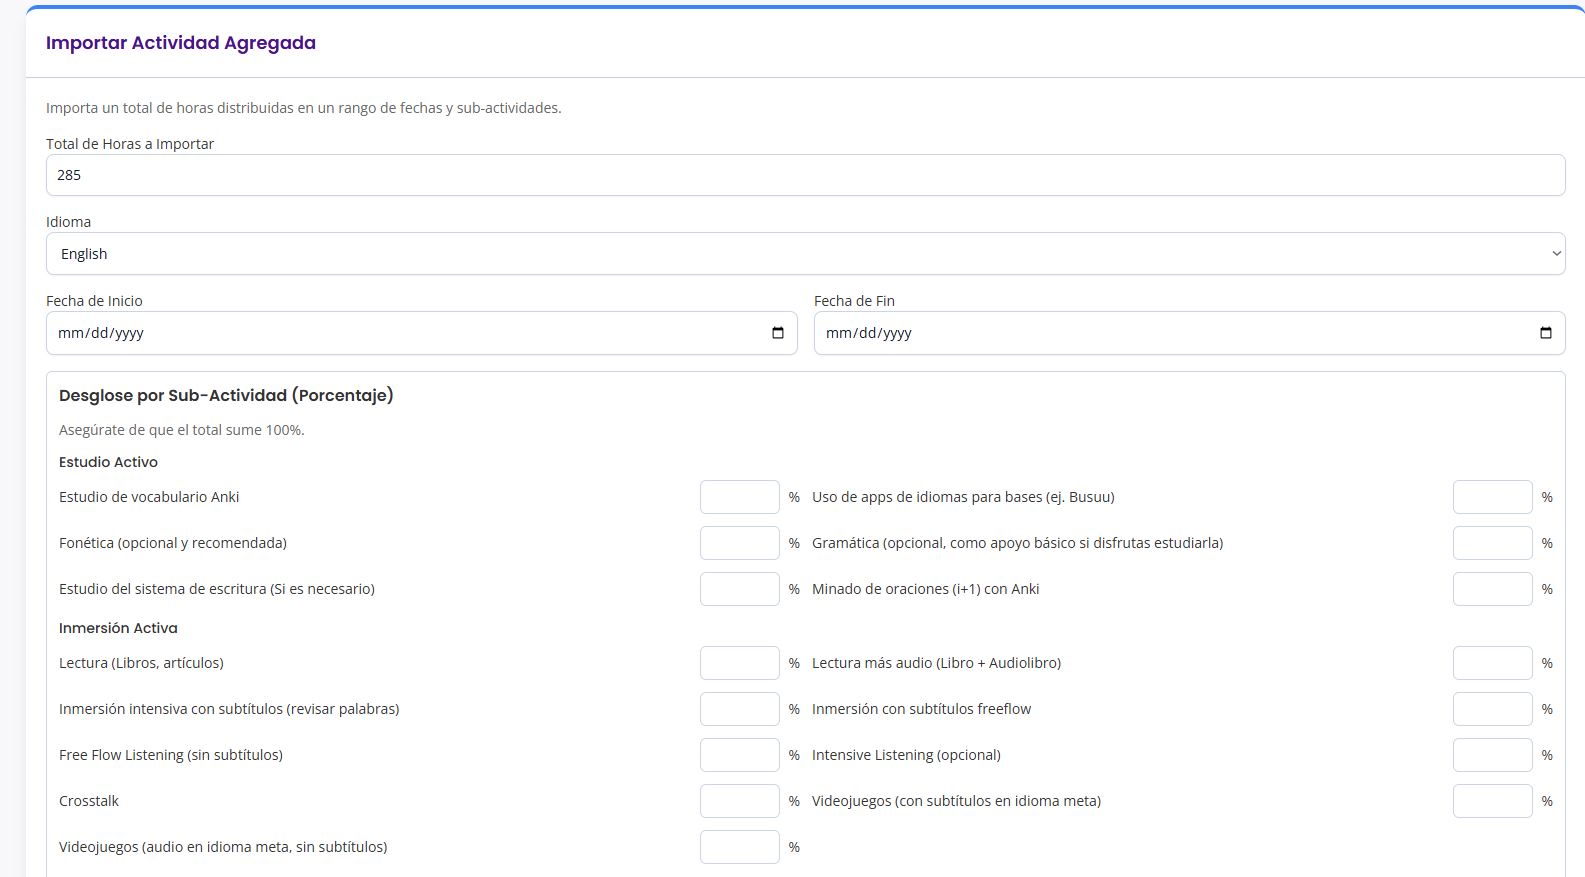 Importar Actividad Agregada
Importa un total de horas distribuidas en un rango de fechas y sub-actividades.
Total de Horas a Importar
285
Idioma
English
Fecha de Inicio
Fecha de Fin
mm/dd/yyyy
mm/dd/yyyy
Desglose por Sub-Actividad (Porcentaje)
Asegúrate de que el total sume 100%.
Estudio Activo
Estudio de vocabulario Anki %
Uso de apps de idiomas para bases (ej. Busuu) %
Fonética (opcional y recomendada) %
Gramática (opcional, como apoyo básico si disfrutas estudiarla) %
Estudio del sistema de escritura (Si es necesario) %
Minado de oraciones (i+1) con Anki %
Inmersión Activa
Lectura (Libros, artículos) %
Lectura más audio (Libro + Audiolibro) %
Inmersión intensiva con subtítulos (revisar palabras) %
Inmersión con subtítulos freeflow %
Free Flow Listening (sin subtítulos) %
Intensive Listening (opcional) %
Crosstalk %
Videojuegos (con subtítulos en idioma meta) %
Videojuegos (audio en idioma meta, sin subtítulos) %